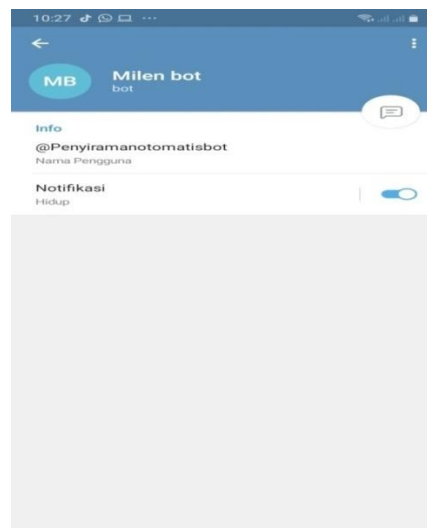 10:27
MB
Milen bot
bot
Info
@Penyiramanotomatisbot
Nama Pengguna
Notifikasi
Hidup